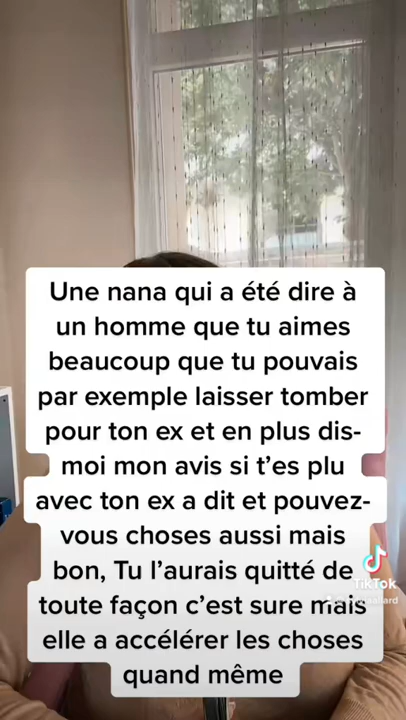 Une nana qui a été dire à
un homme que tu aimes
beaucoup que tu pouvais
par exemple laisser tomber
pour ton ex et en plus dis-
moi mon avis si t’es plu
avec ton ex a dit et pouvez-
vous choses aussi mais
bon, Tu l’aurais quitté de
toute façon c’est sure mais
elle a accélérer les choses
quand même
TikTok